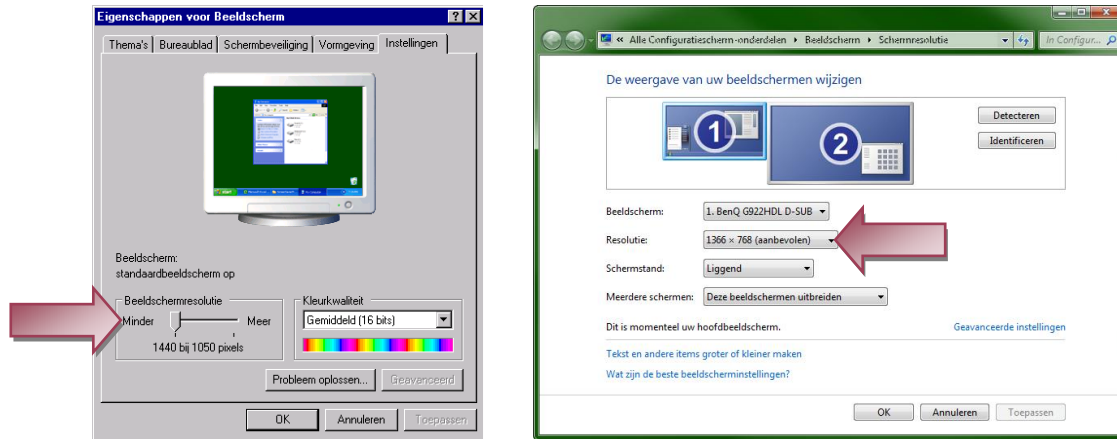 Eigenschappen voor Beeldscherm
Thema's Bureaublad Schermbeveiliging Vormgeving Instellingen
Beeldscherm:
standaardbeeldscherm op
Beeldschermresolutie
Minder Meer
1440 bij 1050 pixels
Kleurkwaliteit
Gemiddeld (16 bits)
Probleem oplossen... Geavanceerd
OK Annuleren Toepassen
« Alle Configuratiescherm-onderdelen Beeldscherm Schermresolutie In Configur...
De weergave van uw beeldschermen wijzigen
1 2
Detecteren
Identificeren
Beeldscherm: 1. BenQ G922HDL D-SUB
Resolutie: 1366 × 768 (aanbevolen)
Schermstand: Liggend
Meerdere schermen: Deze beeldschermen uitbreiden
Dit is momenteel uw hoofdbeeldscherm. Geavanceerde instellingen
Tekst en andere items groter of kleiner maken
Wat zijn de beste beeldscherminstellingen?
OK Annuleren Toepassen